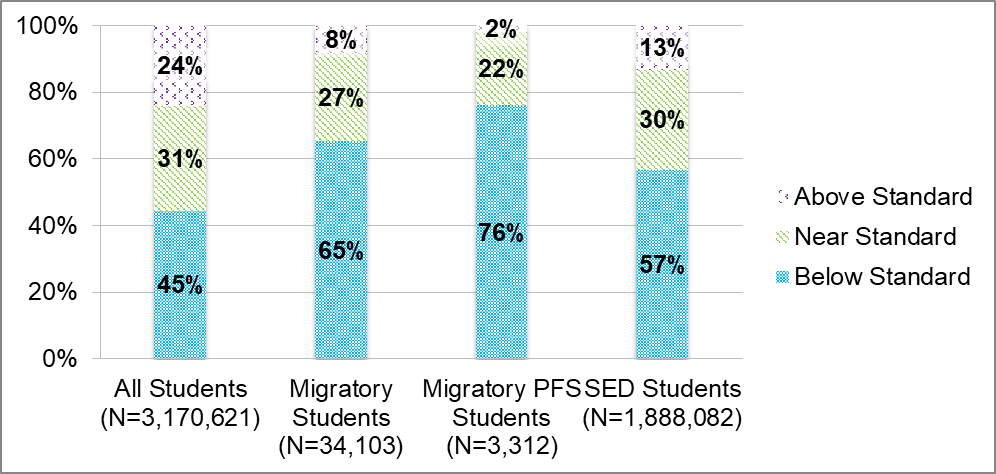 100%
80%
60%
40%
20%
0%
24%
31%
45%
8%
27%
65%
2%
22%
76%
13%
30%
57%
All Students
(N=3,170,621)
Migratory
Students
(N=34,103)
Migratory PFS
Students
(N=3,312)
SED Students
(N=1,888,082)
Above Standard
Near Standard
Below Standard